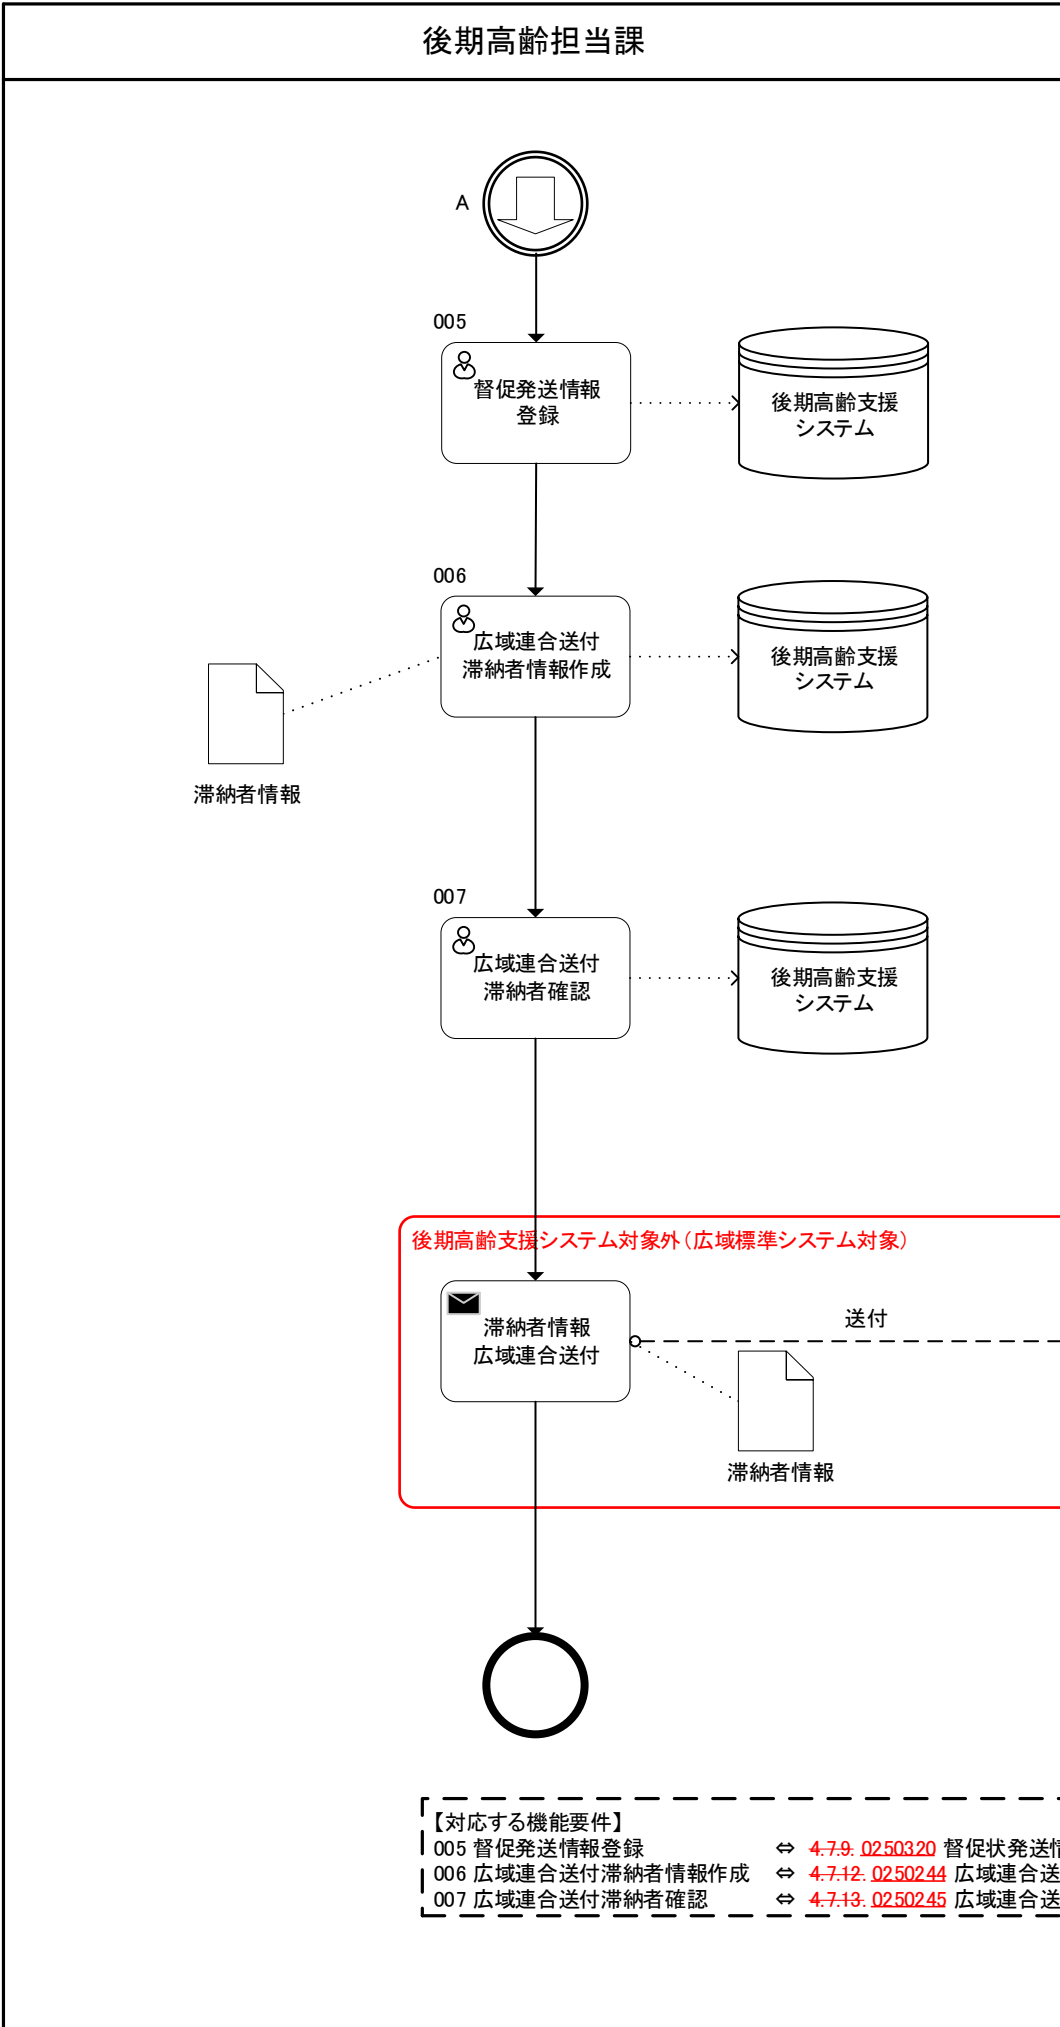 後期高齢担当課
A
005
督促発送情報
登録
後期高齢支援
システム
006
広域連合送付
滞納者情報作成
後期高齢支援
システム
滞納者情報
007
広域連合送付
滞納者確認
後期高齢支援
システム
後期高齢支援システム対象外（広域標準システム対象）
滞納者情報
広域連合送付
送付
滞納者情報
【対応する機能要件】
005 督促発送情報登録 ⇔ 4.7.9. 0250320 督促状発送情
006 広域連合送付滞納者情報作成 ⇔ 4.7.12. 0250244 広域連合送
007 広域連合送付滞納者確認 ⇔ 4.7.13. 0250245 広域連合送